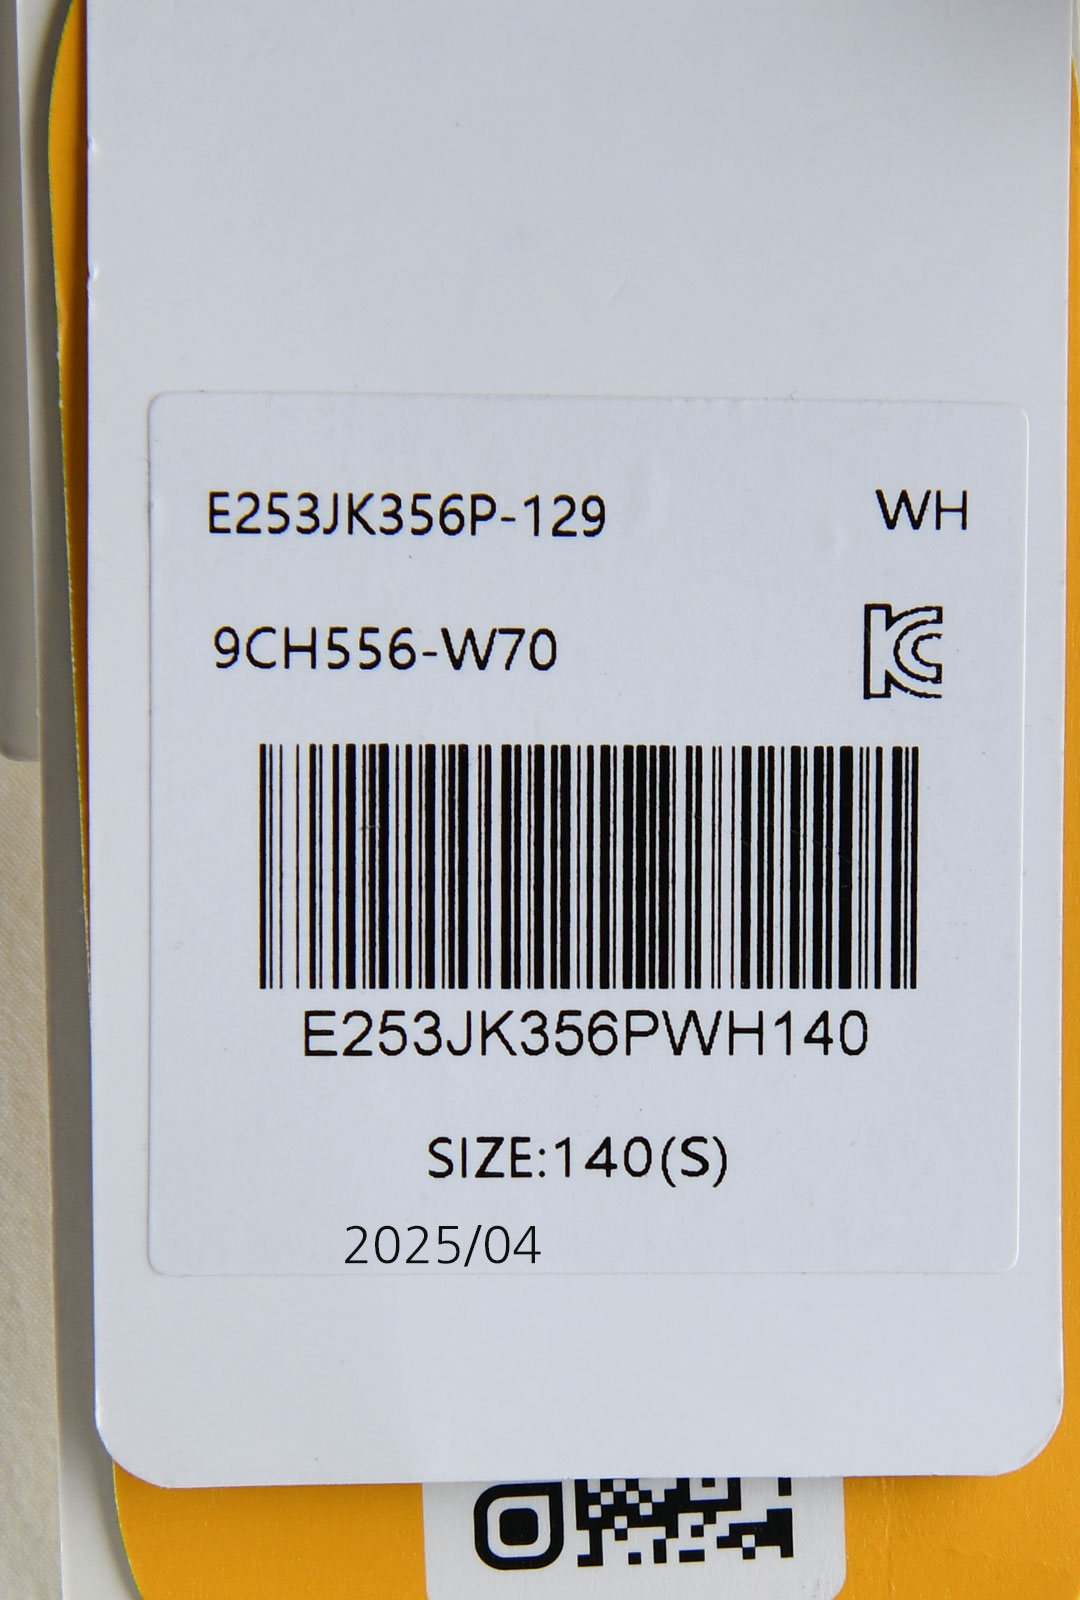 E253JK356P-129 WH
9CH556-W70
E253JK356PWH140
SIZE:140(S)
2025/04